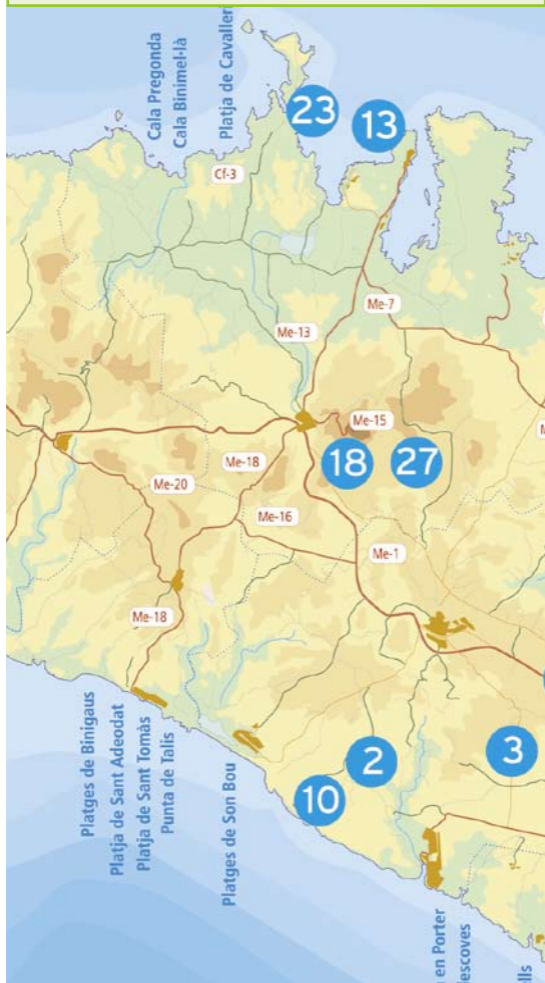 Cala Pregonda
Cala Binimel·là
Platja de Cavalleri
23
13
Cf-3
Me-7
Me-13
Me-15
18
27
Me-18
Me-20
Me-16
Me-1
Me-18
Platges de Binigaus
Platja de Sant Adeodat
Platja de Sant Tomàs
Punta de Talis
Platges de Son Bou
2
3
10
en Porter
escoves
lls